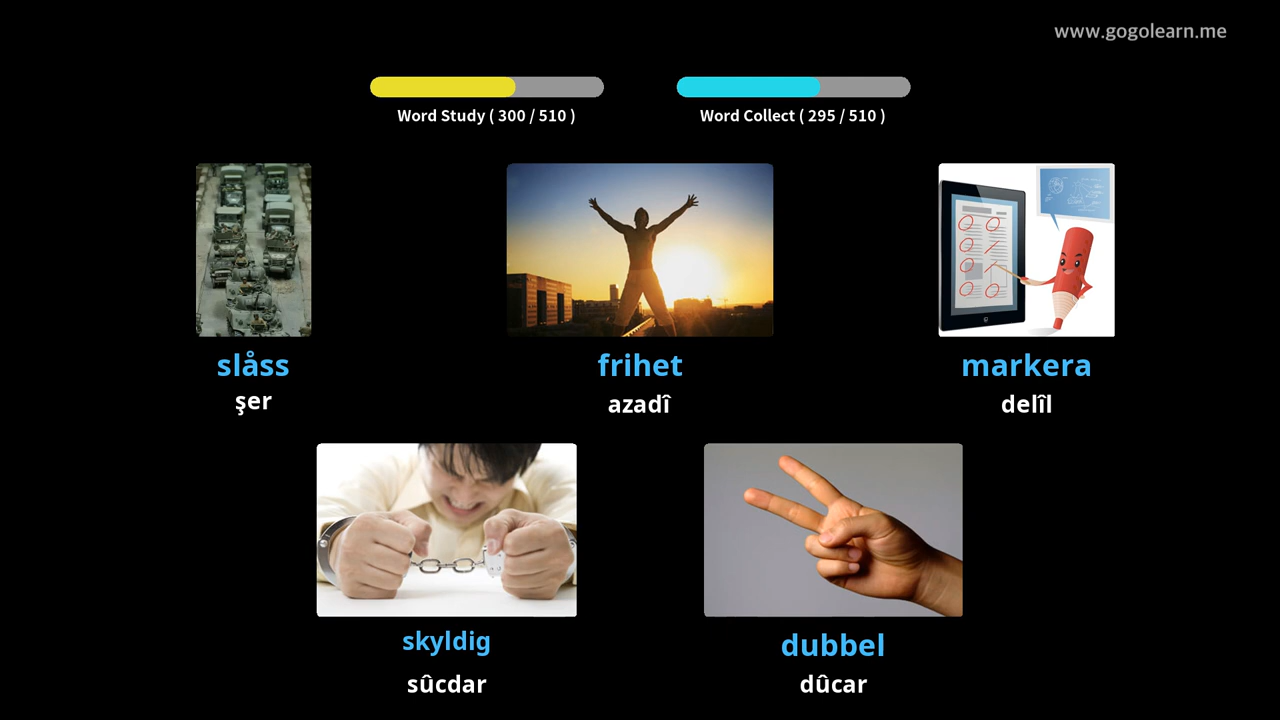 www.gogolearn.me
Word Study ( 300 / 510 )
Word Collect ( 295 / 510 )
slåss
frihet
markera
şer
azadî
delîl
skyldig
dubbel
sûcdar
dûcar